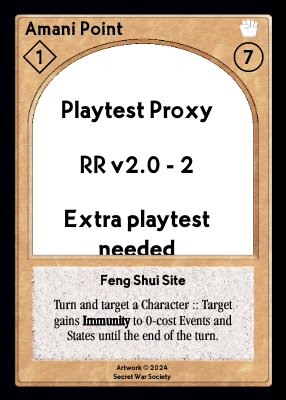 Amani Point
1
7
Playtest Proxy
RR v2.0 - 2
Extra playtest
needed
Feng Shui Site
Turn and target a Character :: Target
gains Immunity to 0-cost Events and
States until the end of the turn.
Artwork © 2024
Secret War Society